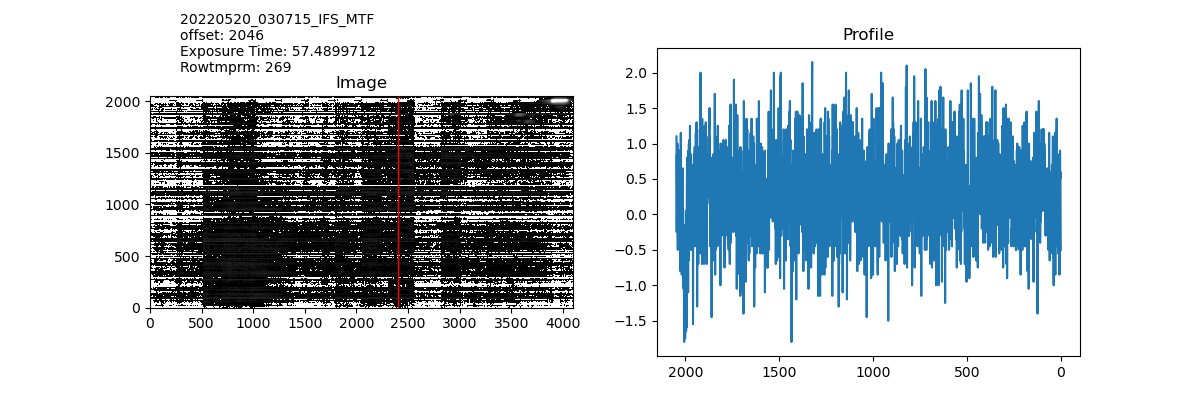 20220520_030715_IFS_MTF
offset: 2046
Exposure Time: 57.4899712
Rowtmprm: 269
Image
2000
1500
1000
500
0
0 500 1000 1500 2000 2500 3000 3500 4000
Profile
2.0
1.5
1.0
0.5
0.0
−0.5
−1.0
−1.5
2000 1500 1000 500 0